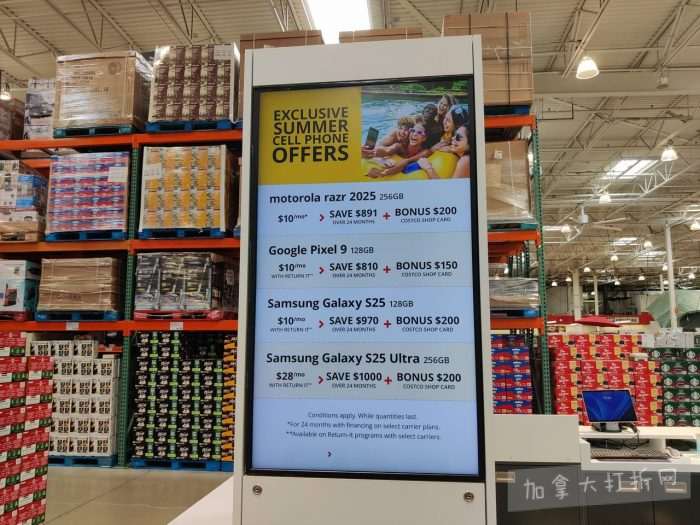 EXCLUSIVE
SUMMER
CELL PHONE
OFFERS
motorola razr 2025 256GB
$10/mo* > SAVE $891 + BONUS $200
OVER 24 MONTHS COSTCO SHOP CARD
Google Pixel 9 128GB
$10/mo > SAVE $810 + BONUS $150
WITH RETURN IT** OVER 24 MONTHS COSTCO SHOP CARD
Samsung Galaxy S25 128GB
$10/mo > SAVE $970 + BONUS $200
WITH RETURN IT** OVER 24 MONTHS COSTCO SHOP CARD
Samsung Galaxy S25 Ultra 256GB
$28/mo > SAVE $1000 + BONUS $200
WITH RETURN IT** OVER 24 MONTHS COSTCO SHOP CARD
Conditions apply. While quantities last.
*For 24 months with financing on select carrier plans.
**Available on Return-it programs with select carriers.
>
加拿大打折网